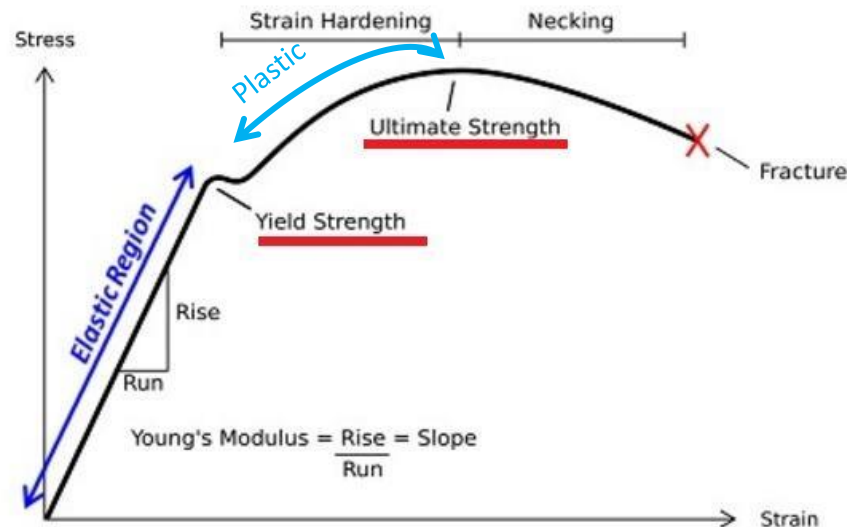 Strain Hardening
Necking
Stress
Plastic
Ultimate Strength
Fracture
Yield Strength
Elastic Region
Rise
Run
Young's Modulus = Rise = Slope
Run
Strain